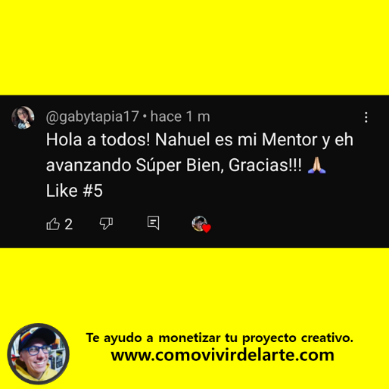 @gabytapia17 • hace 1 m
Hola a todos! Nahuel es mi Mentor y eh
avanzando Súper Bien, Gracias!!! 🙏🏼
Like #5
2
Te ayudo a monetizar tu proyecto creativo.
www.comovivirdelarte.com